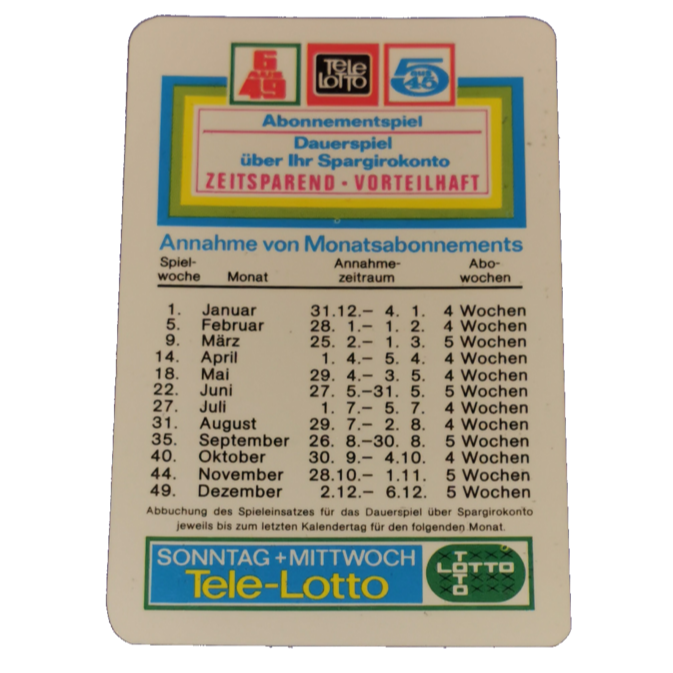 6 AUS 49
TELE LOTTO
5 aus 45
Abonnementspiel
Dauerspiel
über Ihr Spargirokonto
ZEITSPAREND - VORTEILHAFT
Annahme von Monatsabonnements
Spiel- Annahme- Abo-
woche Monat zeitraum wochen
1. Januar 31.12.– 4. 1. 4 Wochen
5. Februar 28. 1.– 1. 2. 4 Wochen
9. März 25. 2.– 1. 3. 5 Wochen
14. April 1. 4.– 5. 4. 4 Wochen
18. Mai 29. 4.– 3. 5. 4 Wochen
22. Juni 27. 5.–31. 5. 5 Wochen
27. Juli 1. 7.– 5. 7. 4 Wochen
31. August 29. 7.– 2. 8. 4 Wochen
35. September 26. 8.–30. 8. 5 Wochen
40. Oktober 30. 9.– 4.10. 4 Wochen
44. November 28.10.– 1.11. 5 Wochen
49. Dezember 2.12.– 6.12. 5 Wochen
Abbuchung des Spieleinsatzes für das Dauerspiel über Spargirokonto
jeweils bis zum letzten Kalendertag für den folgenden Monat.
SONNTAG + MITTWOCH
Tele-Lotto
TOTO
LOTTO